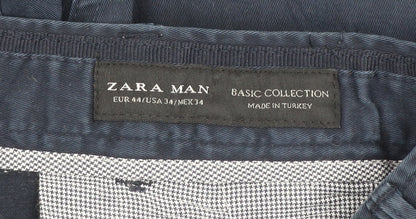 ZARA MAN
EUR 44/USA 34/MEX 34
BASIC COLLECTION
MADE IN TURKEY